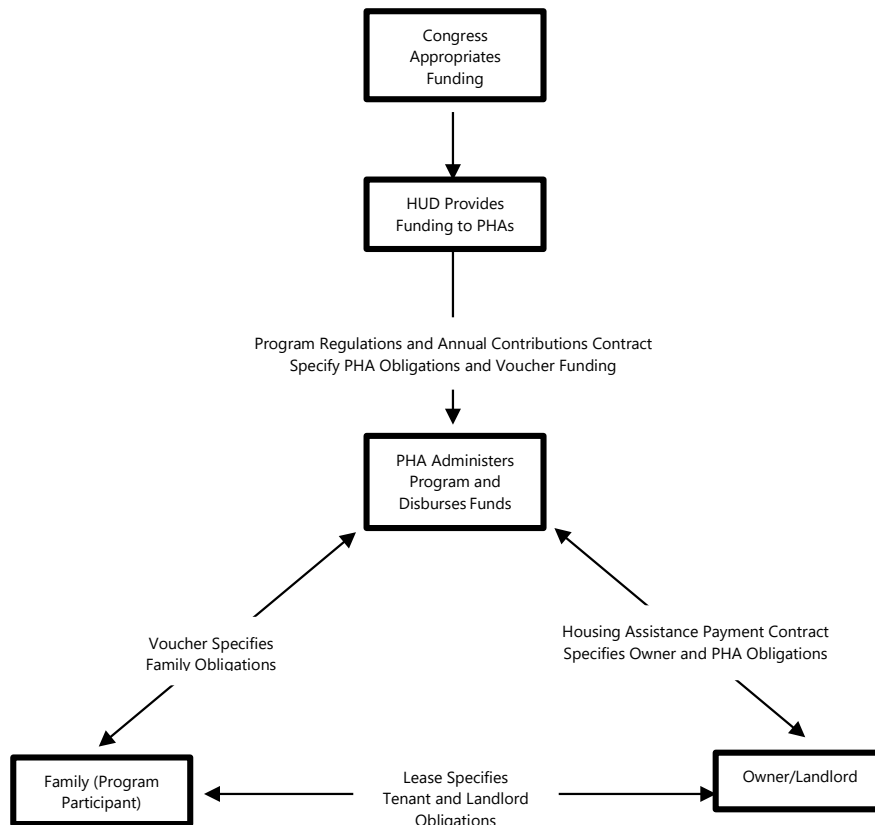 Congress
Appropriates
Funding
HUD Provides
Funding to PHAs
Program Regulations and Annual Contributions Contract
Specify PHA Obligations and Voucher Funding
PHA Administers
Program and
Disburses Funds
Voucher Specifies
Family Obligations
Housing Assistance Payment Contract
Specifies Owner and PHA Obligations
Family (Program
Participant)
Lease Specifies
Tenant and Landlord
Obligations
Owner/Landlord